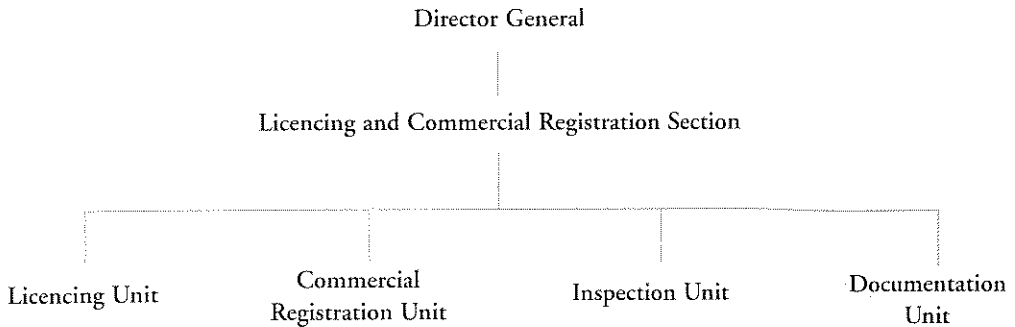 Director General
Licencing and Commercial Registration Section
Licencing Unit
Commercial
Registration Unit
Inspection Unit
Documentation
Unit